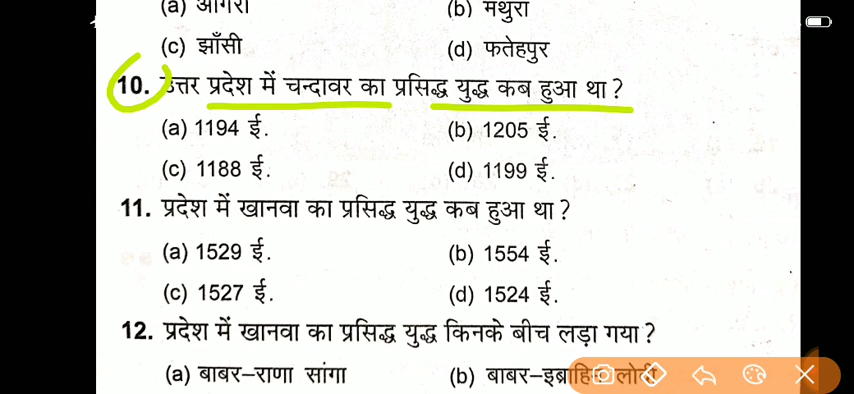 (a) आगरा (b) मथुरा
(c) झाँसी (d) फतेहपुर
10. उत्तर प्रदेश में चन्दावर का प्रसिद्ध युद्ध कब हुआ था ?
(a) 1194 ई. (b) 1205 ई.
(c) 1188 ई. (d) 1199 ई.
11. प्रदेश में खानवा का प्रसिद्ध युद्ध कब हुआ था ?
(a) 1529 ई. (b) 1554 ई.
(c) 1527 ई. (d) 1524 ई.
12. प्रदेश में खानवा का प्रसिद्ध युद्ध किनके बीच लड़ा गया ?
(a) बाबर–राणा सांगा (b) बाबर–इब्राहिम लोदी